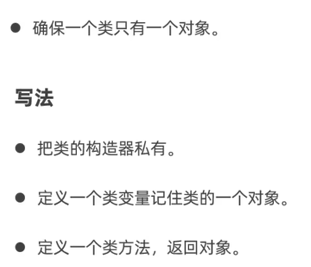 ● 确保一个类只有一个对象。
写法
● 把类的构造器私有。
● 定义一个类变量记住类的一个对象。
● 定义一个类方法，返回对象。